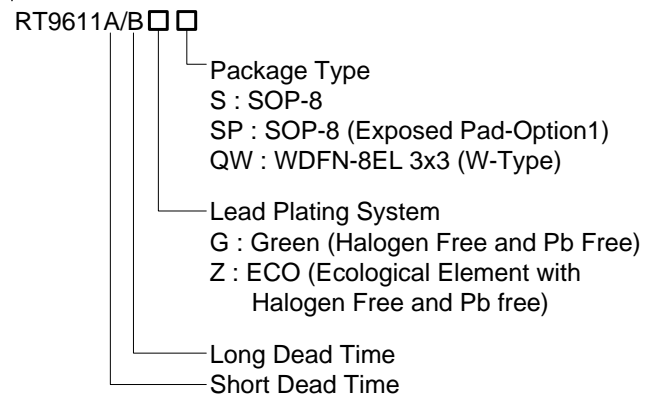 RT9611A/B□ □
Package Type
S : SOP-8
SP : SOP-8 (Exposed Pad-Option1)
QW : WDFN-8EL 3x3 (W-Type)
Lead Plating System
G : Green (Halogen Free and Pb Free)
Z : ECO (Ecological Element with
Halogen Free and Pb free)
Long Dead Time
Short Dead Time